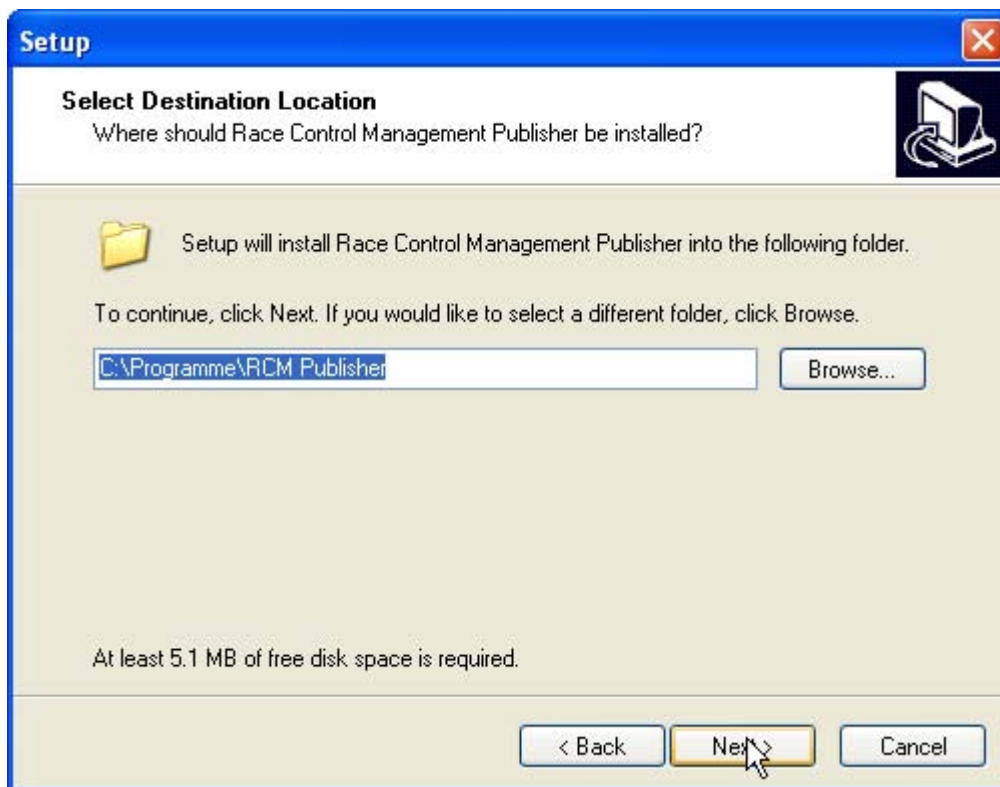 Setup
Select Destination Location
Where should Race Control Management Publisher be installed?
Setup will install Race Control Management Publisher into the following folder.
To continue, click Next. If you would like to select a different folder, click Browse.
C:\Programme\RCM Publisher
Browse...
At least 5.1 MB of free disk space is required.
< Back
Next >
Cancel